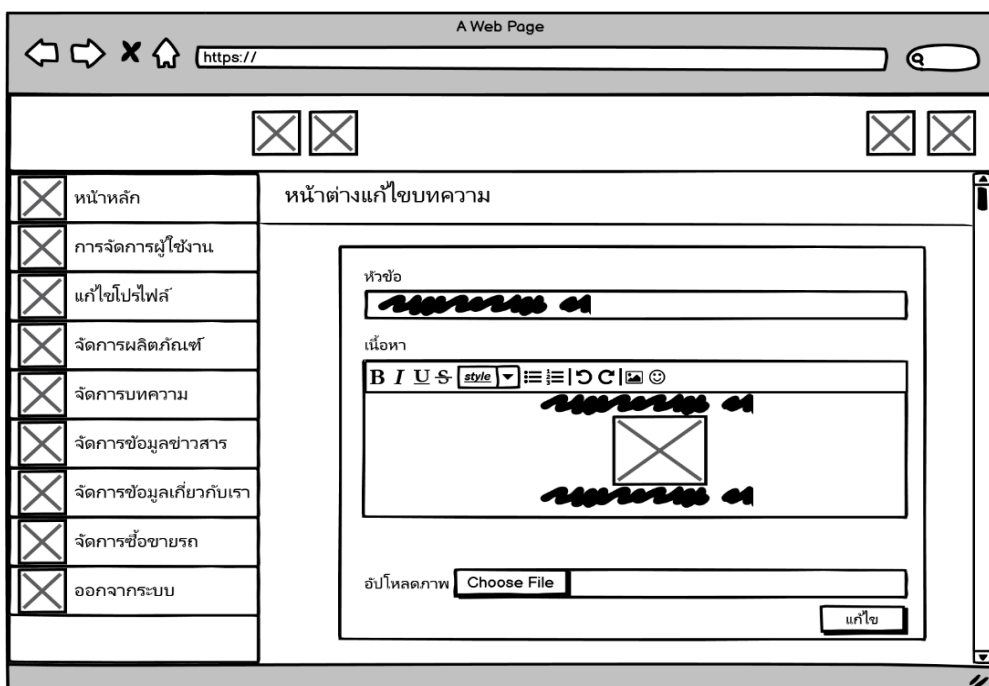 A Web Page
https://
หน้าหลัก
การจัดการผู้ใช้งาน
แก้ไขโปรไฟล์
จัดการผลิตภัณฑ์
จัดการบทความ
จัดการข้อมูลข่าวสาร
จัดการข้อมูลเกี่ยวกับเรา
จัดการซื้อขายรถ
ออกจากระบบ
หน้าต่างแก้ไขบทความ
หัวข้อ
เนื้อหา
B I U S style
อัปโหลดภาพ Choose File
แก้ไข